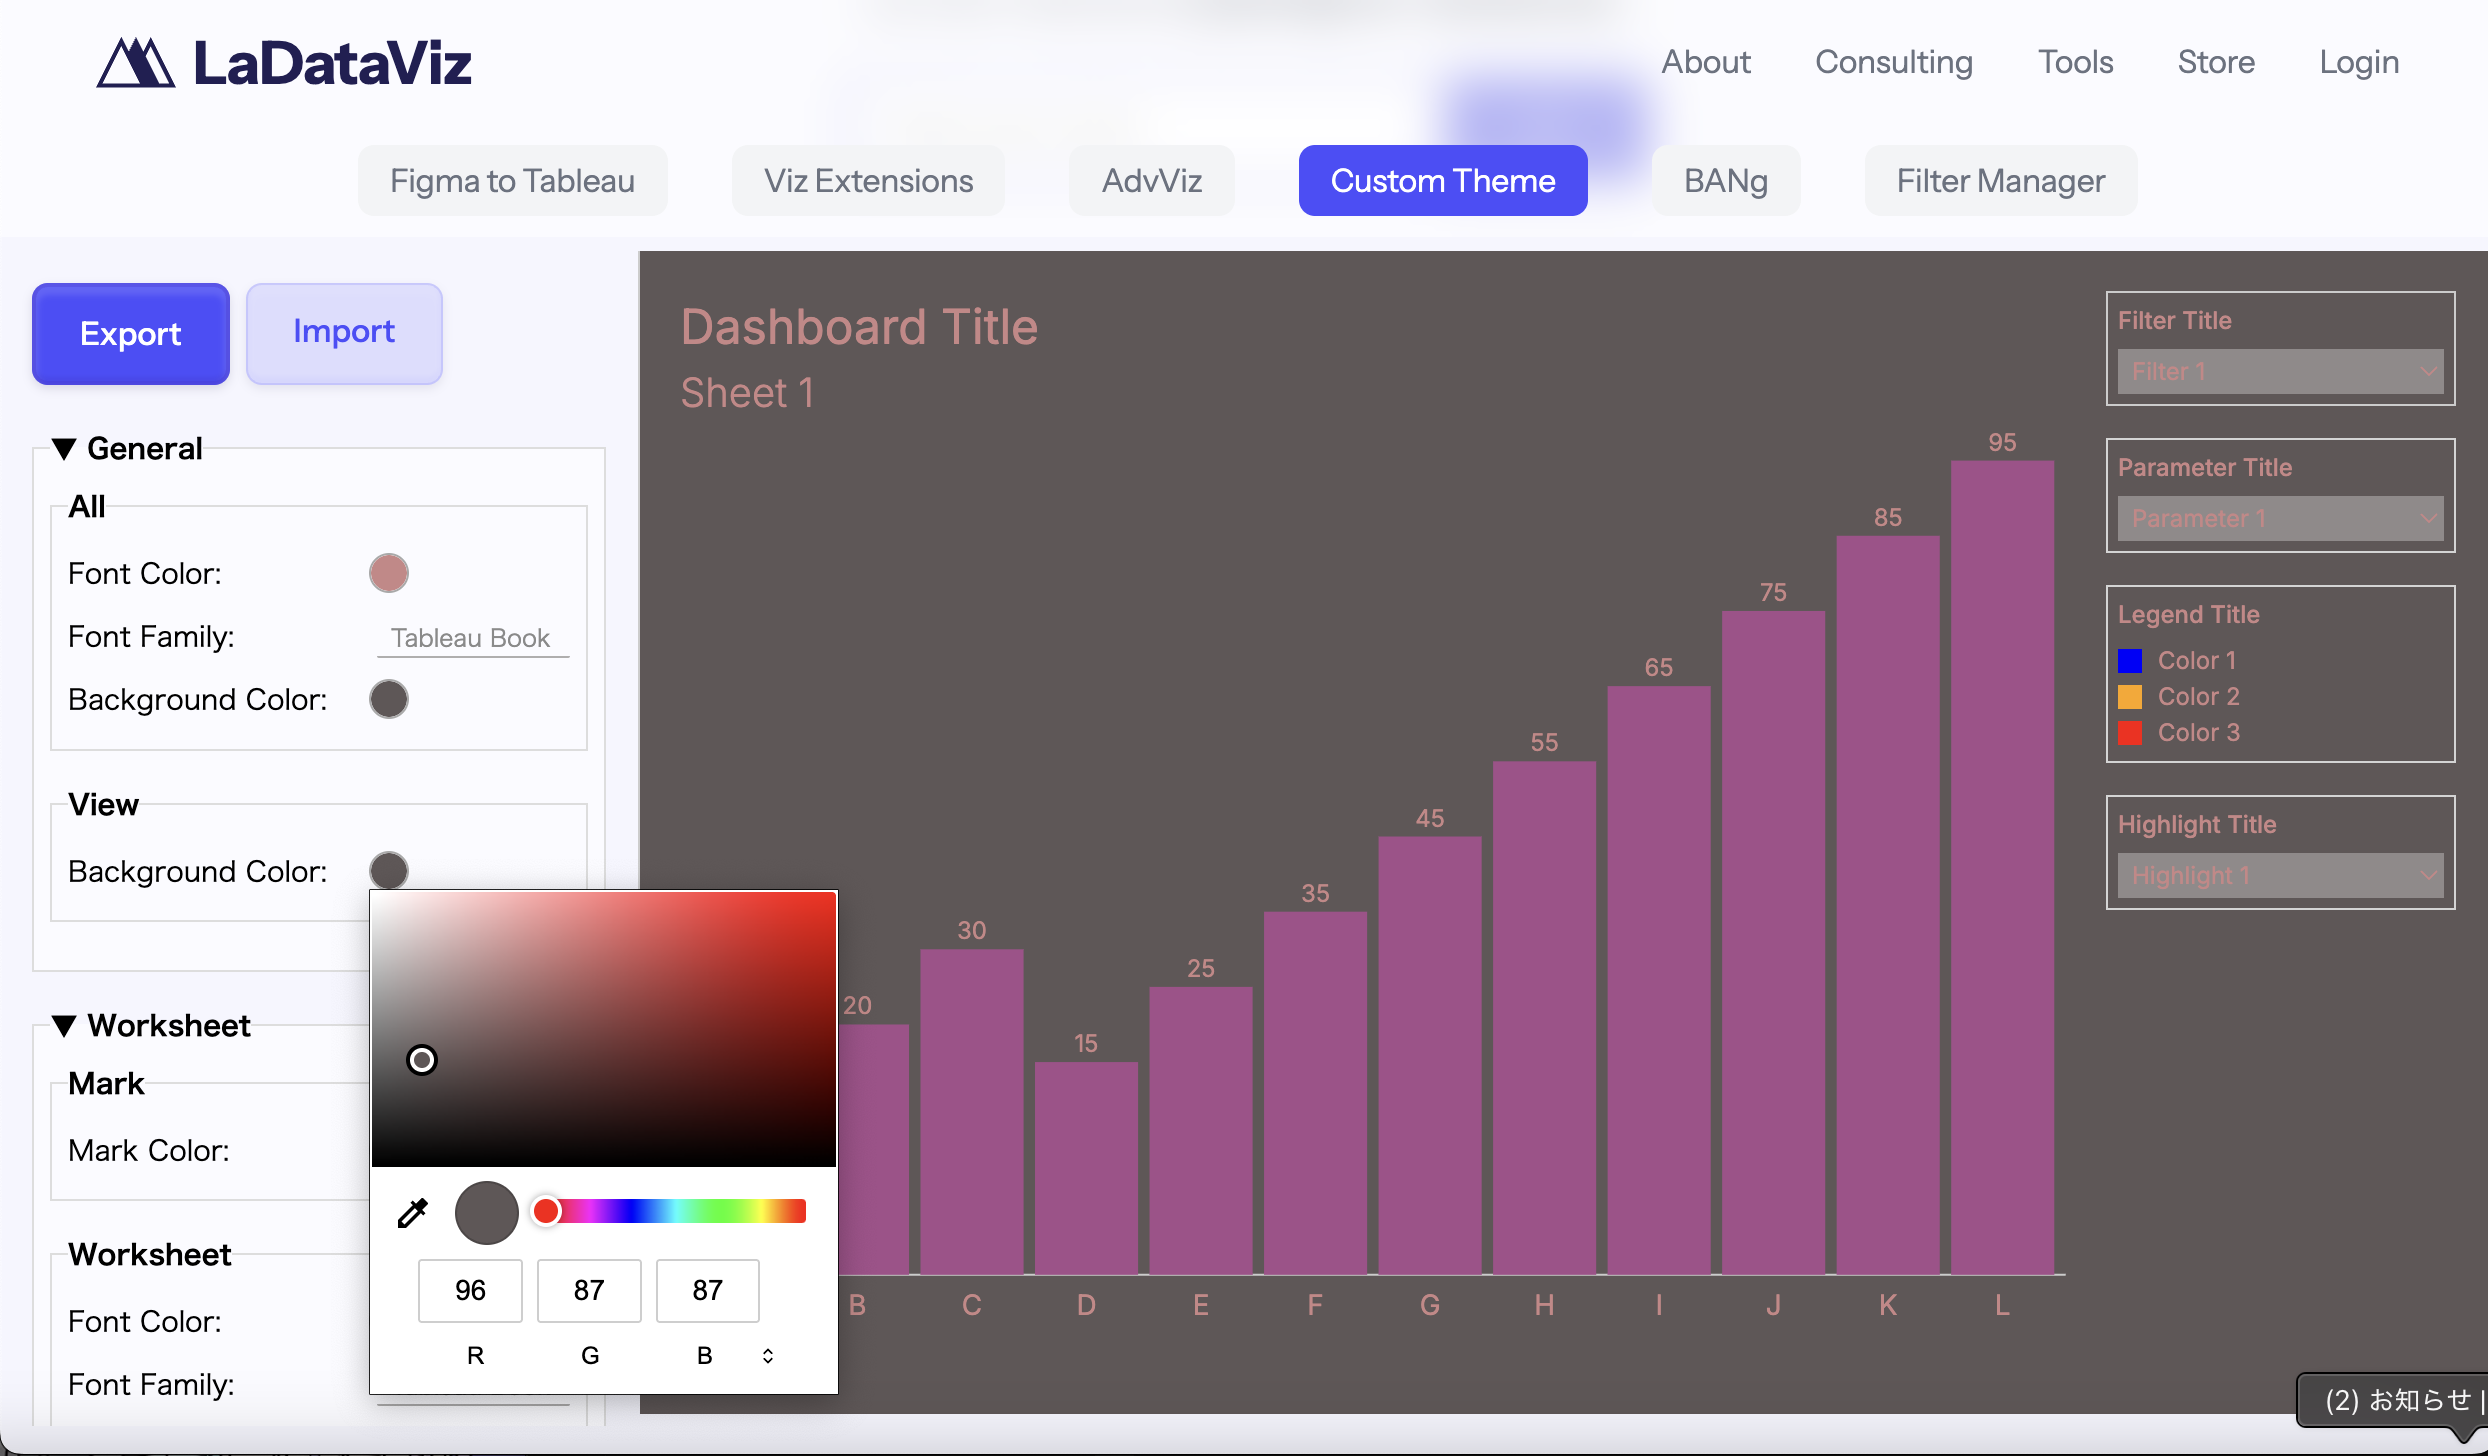 LaDataViz
About
Consulting
Tools
Store
Login
Figma to Tableau
Viz Extensions
AdvViz
Custom Theme
BANg
Filter Manager
Export
Import
▼ General
All
Font Color:
Font Family:
Tableau Book
Background Color:
View
Background Color:
▼ Worksheet
Mark
Mark Color:
Worksheet
Font Color:
Font Family:
96
87
87
R
G
B
Dashboard Title
Sheet 1
20
30
15
25
35
45
55
65
75
85
95
B
C
D
E
F
G
H
I
J
K
L
Filter Title
Filter 1
Parameter Title
Parameter 1
Legend Title
Color 1
Color 2
Color 3
Highlight Title
Highlight 1
(2) お知らせ |